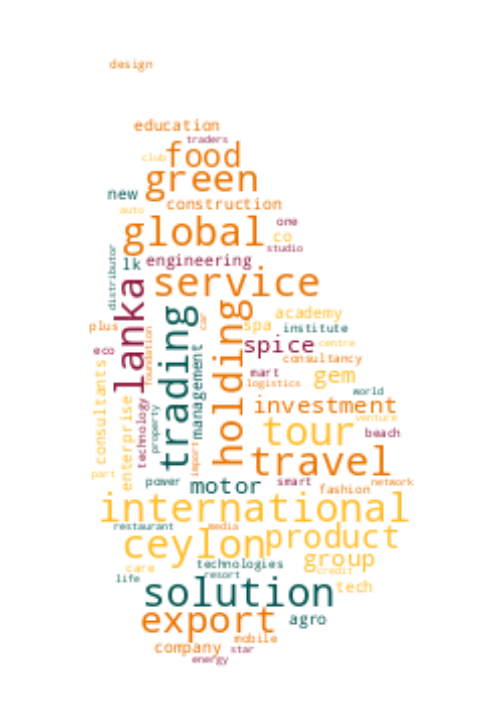 design
education
traders
club
food
green
new
construction
auto
one
global
co
studio
lk
engineering
distributor
service
lanka
trading
holding
car
academy
spa
institute
plus
foundation
spice
centre
eco
consultancy
management
mart
gem
logistics
consultants
world
enterprise
technology
property
investment
venture
tour
beach
import
travel
part
power
motor
smart
network
fashion
international
restaurant
media
ceylon
product
group
care
technologies
credit
life
resort
solution
tech
export
agro
mobile
company
star
energy